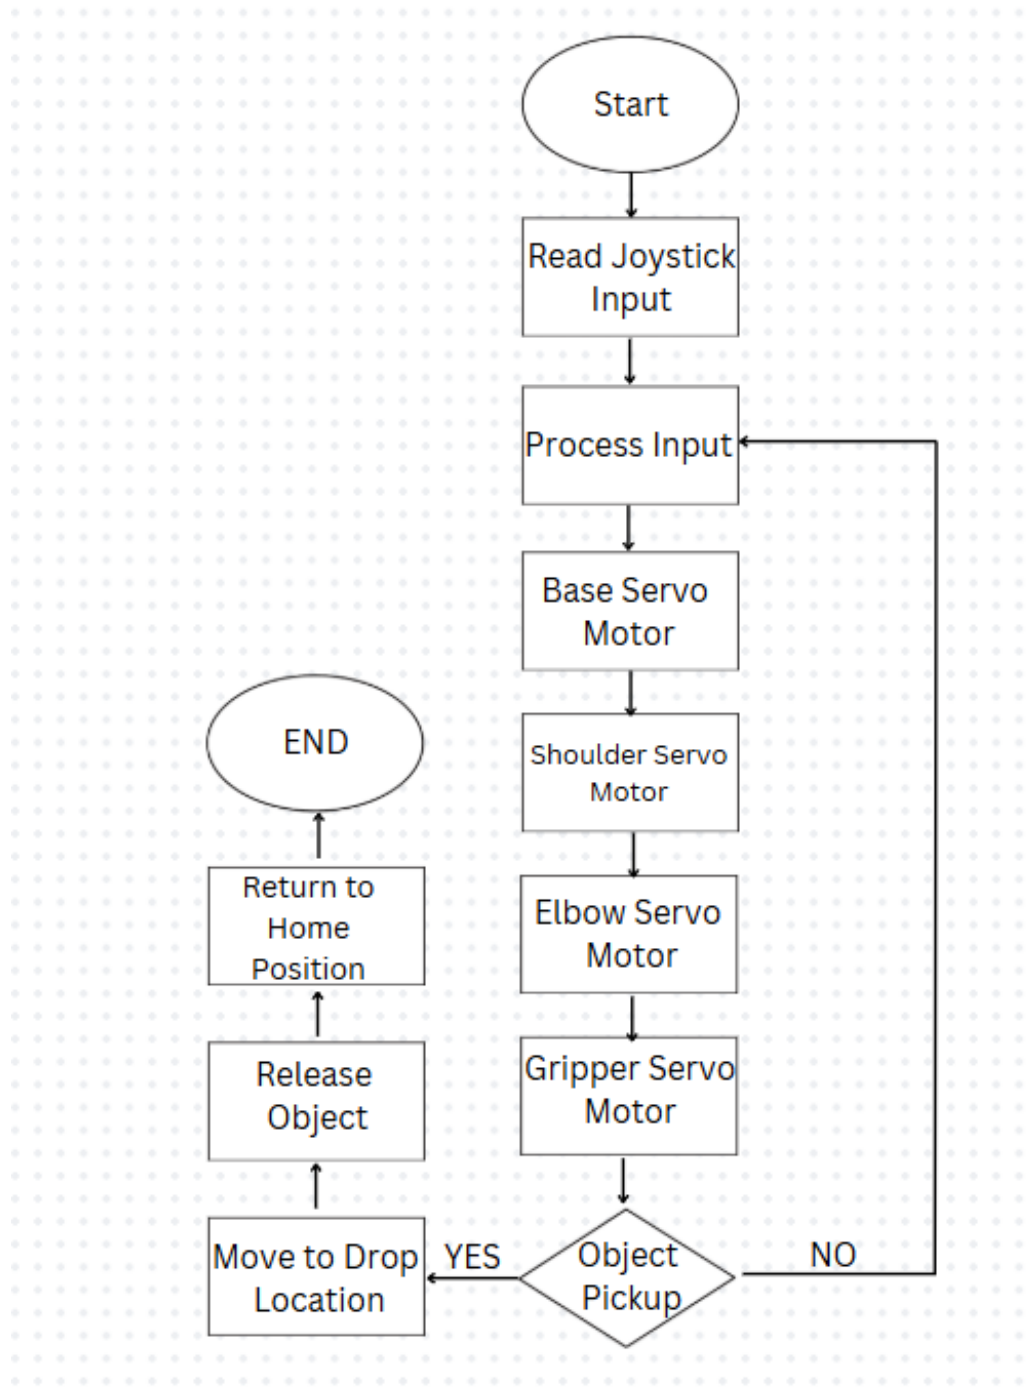 Start
Read Joystick
Input
Process Input
Base Servo
Motor
Shoulder Servo
Motor
Elbow Servo
Motor
Gripper Servo
Motor
Object
Pickup
NO
YES
Move to Drop
Location
Release
Object
Return to
Home
Position
END